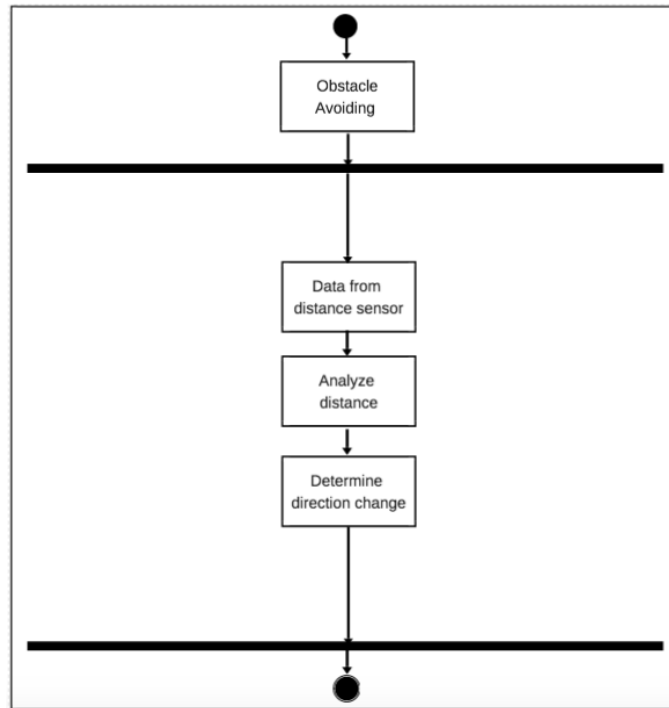 Obstacle
Avoiding
Data from
distance sensor
Analyze
distance
Determine
direction change